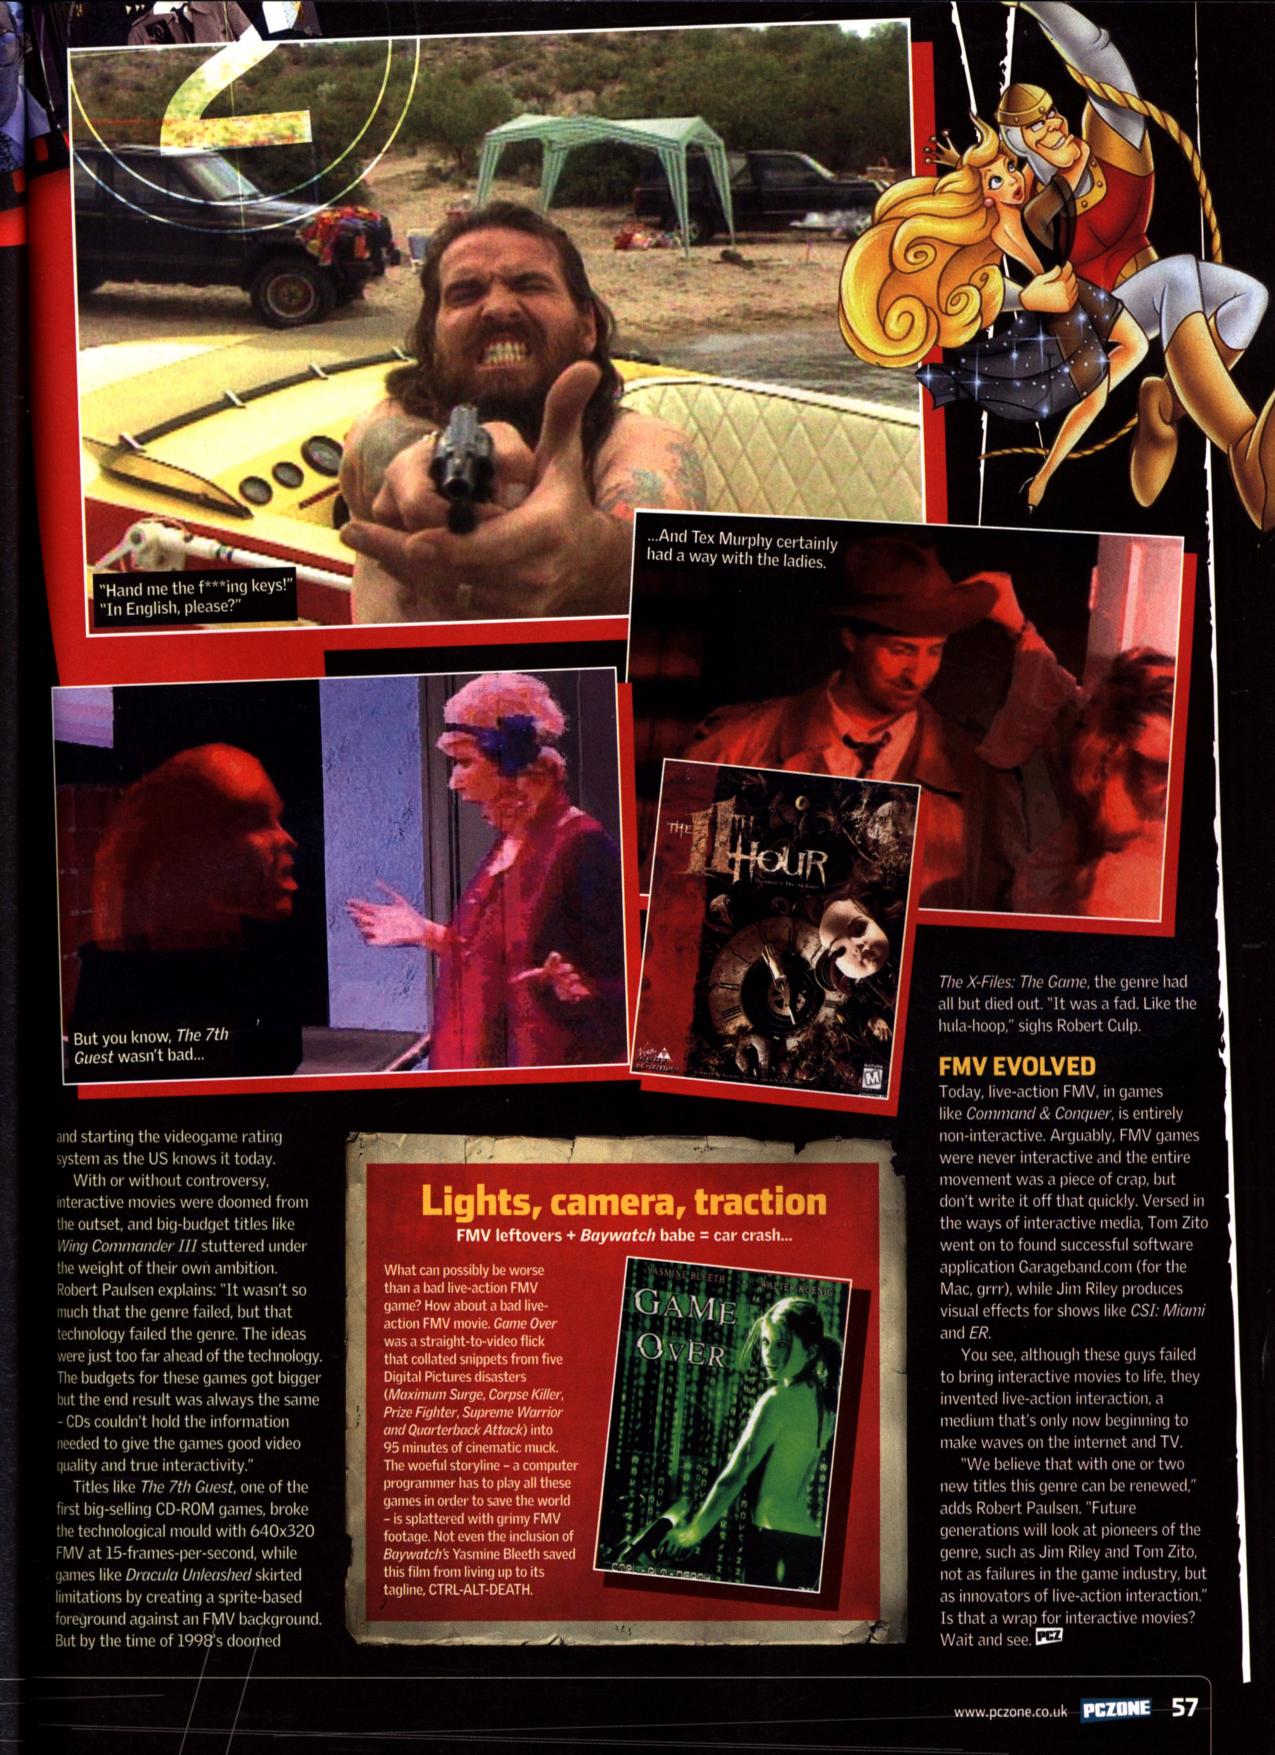 "Hand me the f***ing keys!"
"In English, please?"
...And Tex Murphy certainly
had a way with the ladies.
But you know, The 7th
Guest wasn't bad...
THE 11TH
HOUR
and starting the videogame rating
system as the US knows it today.
With or without controversy,
interactive movies were doomed from
the outset, and big-budget titles like
Wing Commander III stuttered under
the weight of their own ambition.
Robert Paulsen explains: "It wasn't so
much that the genre failed, but that
technology failed the genre. The ideas
were just too far ahead of the technology.
The budgets for these games got bigger
but the end result was always the same
– CDs couldn't hold the information
needed to give the games good video
quality and true interactivity."
Titles like The 7th Guest, one of the
first big-selling CD-ROM games, broke
the technological mould with 640x320
FMV at 15-frames-per-second, while
games like Dracula Unleashed skirted
limitations by creating a sprite-based
foreground against an FMV background.
But by the time of 1998's doomed
Lights, camera, traction
FMV leftovers + Baywatch babe = car crash...
What can possibly be worse
than a bad live-action FMV
game? How about a bad live-
action FMV movie. Game Over
was a straight-to-video flick
that collated snippets from five
Digital Pictures disasters
(Maximum Surge, Corpse Killer,
Prize Fighter, Supreme Warrior
and Quarterback Attack) into
95 minutes of cinematic muck.
The woeful storyline – a computer
programmer has to play all these
games in order to save the world
– is splattered with grimy FMV
footage. Not even the inclusion of
Baywatch's Yasmine Bleeth saved
this film from living up to its
tagline, CTRL-ALT-DEATH.
YASMINE BLEETH WALTER KOENIG
GAME
OVER
The X-Files: The Game, the genre had
all but died out. "It was a fad. Like the
hula-hoop," sighs Robert Culp.
FMV EVOLVED
Today, live-action FMV, in games
like Command & Conquer, is entirely
non-interactive. Arguably, FMV games
were never interactive and the entire
movement was a piece of crap, but
don't write it off that quickly. Versed in
the ways of interactive media, Tom Zito
went on to found successful software
application Garageband.com (for the
Mac, grrr), while Jim Riley produces
visual effects for shows like CSI: Miami
and ER.
You see, although these guys failed
to bring interactive movies to life, they
invented live-action interaction, a
medium that's only now beginning to
make waves on the internet and TV.
"We believe that with one or two
new titles this genre can be renewed,"
adds Robert Paulsen. "Future
generations will look at pioneers of the
genre, such as Jim Riley and Tom Zito,
not as failures in the game industry, but
as innovators of live-action interaction."
Is that a wrap for interactive movies?
Wait and see. PCZ
www.pczone.co.uk PCZONE 57